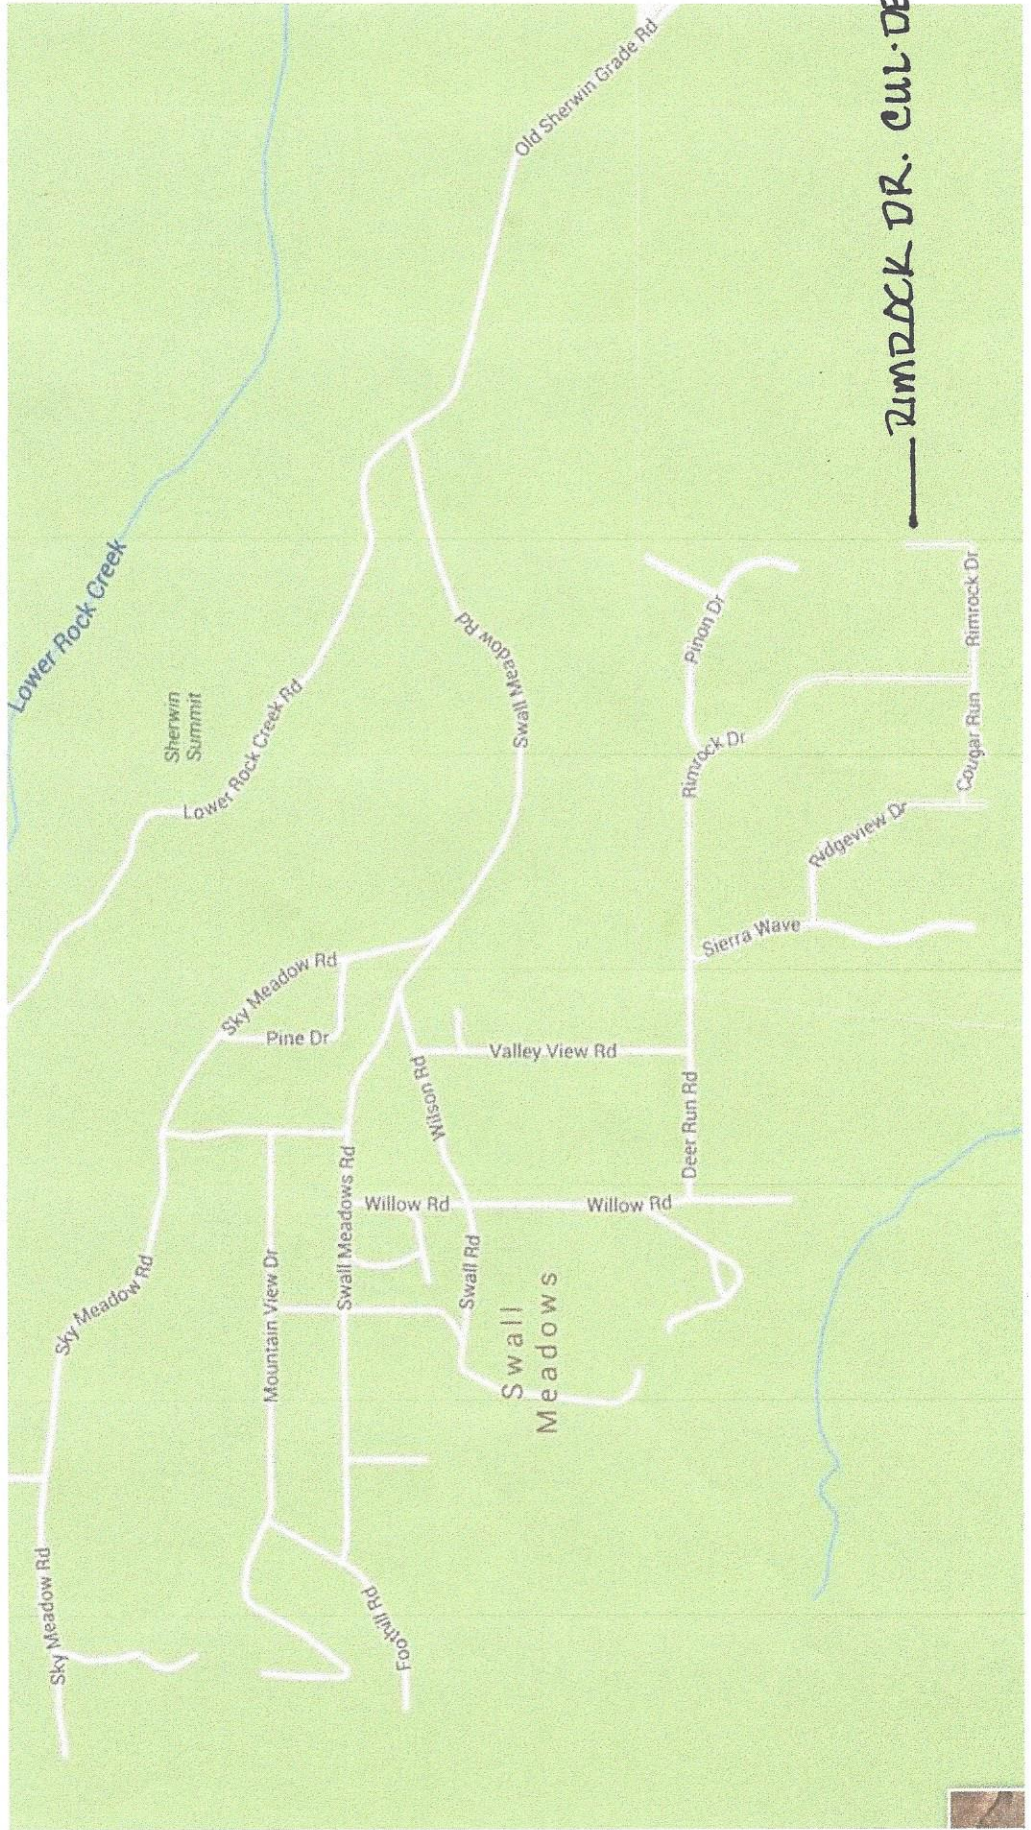 Lower Rock Creek
Sky Meadow Rd
Sky Meadow Rd
Sherwin
Summit
Lower Rock Creek Rd
Sky Meadow Rd
Pine Dr
Mountain View Dr
Swall Meadows Rd
Foothill Rd
Willow Rd
Wilson Rd
Swall Rd
Swall Meadow Rd
Old Sherwin Grade Rd
Swall
Meadows
Valley View Rd
Willow Rd
Deer Run Rd
Rimrock Dr
Pinon Dr
Sierra Wave
Ridgeview Dr
Cougar Run
Rimrock Dr
RIMROCK DR. CUL-DE